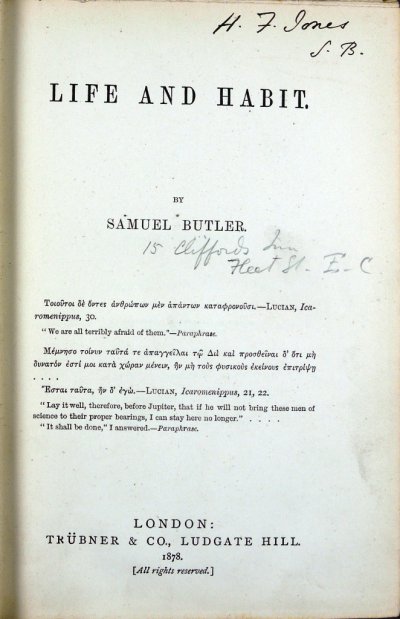 H. F. Jones
S. B.
LIFE AND HABIT.
BY
SAMUEL BUTLER.
15 Cliffords Inn
Fleet St. E. C
Τοιοῦτοι δὲ ὄντες ἀνθρώπων μὲν ἁπάντων καταφρονοῦσι.—LUCIAN, Ica-
romenippus, 30.
"We are all terribly afraid of them."—Paraphrase.
Μέμνησο τοίνυν ταῦτά τε ἀπαγγεῖλαι τῷ Διῒ καὶ προσθεῖναι δ' ὅτι μὴ
δυνατόν ἐστί μοι κατὰ χώραν μένειν, ἢν μὴ τοὺς φυσικοὺς ἐκείνους ἐπιτρίψῃ
. . . .
Ἔσται ταῦτα, ἦν δ' ἐγώ.—LUCIAN, Icaromenippus, 21, 22.
"Lay it well, therefore, before Jupiter, that if he will not bring these men of
science to their proper bearings, I can stay here no longer." . . . .
"It shall be done," I answered.—Paraphrase.
LONDON:
TRÜBNER & CO., LUDGATE HILL.
1878.
[All rights reserved.]